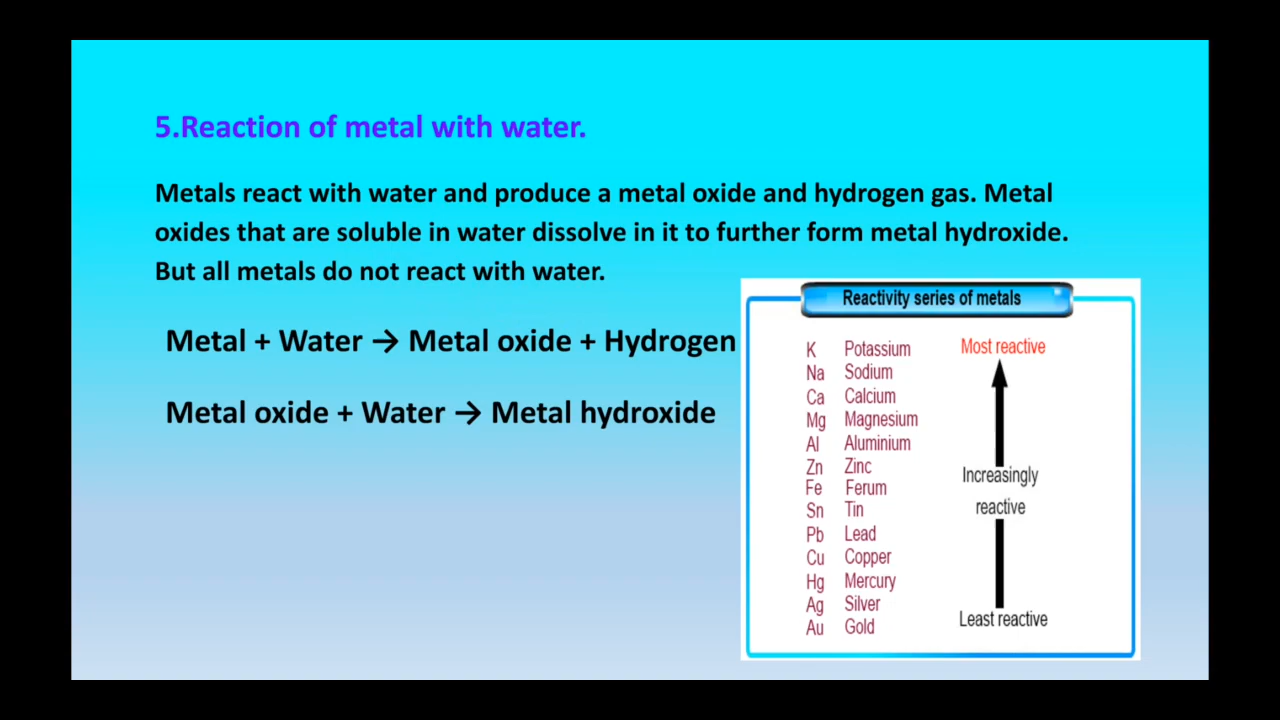 5.Reaction of metal with water.
Metals react with water and produce a metal oxide and hydrogen gas. Metal
oxides that are soluble in water dissolve in it to further form metal hydroxide.
But all metals do not react with water.
Metal + Water → Metal oxide + Hydrogen
Metal oxide + Water → Metal hydroxide
Reactivity series of metals
K Potassium Most reactive
Na Sodium
Ca Calcium
Mg Magnesium
Al Aluminium
Zn Zinc
Increasingly
Fe Ferum
reactive
Sn Tin
Pb Lead
Cu Copper
Hg Mercury
Ag Silver
Least reactive
Au Gold